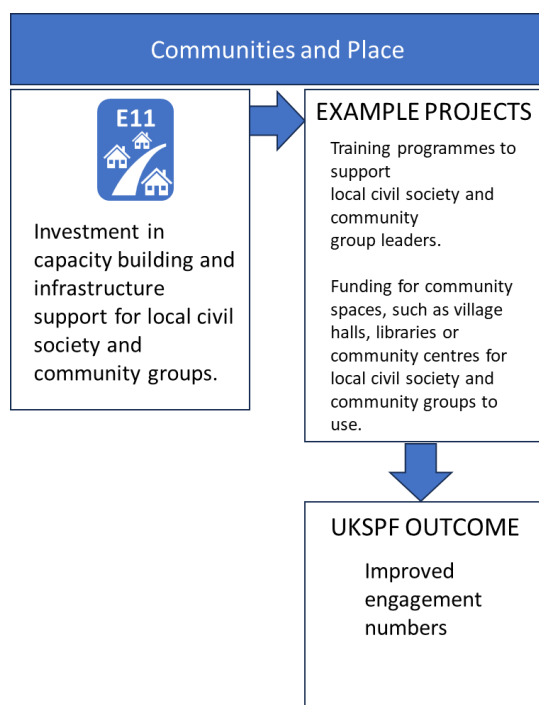 Communities and Place
E11
Investment in
capacity building and
infrastructure
support for local civil
society and
community groups.
EXAMPLE PROJECTS
Training programmes to
support
local civil society and
community
group leaders.
Funding for community
spaces, such as village
halls, libraries or
community centres for
local civil society and
community groups to
use.
UKSPF OUTCOME
Improved
engagement
numbers